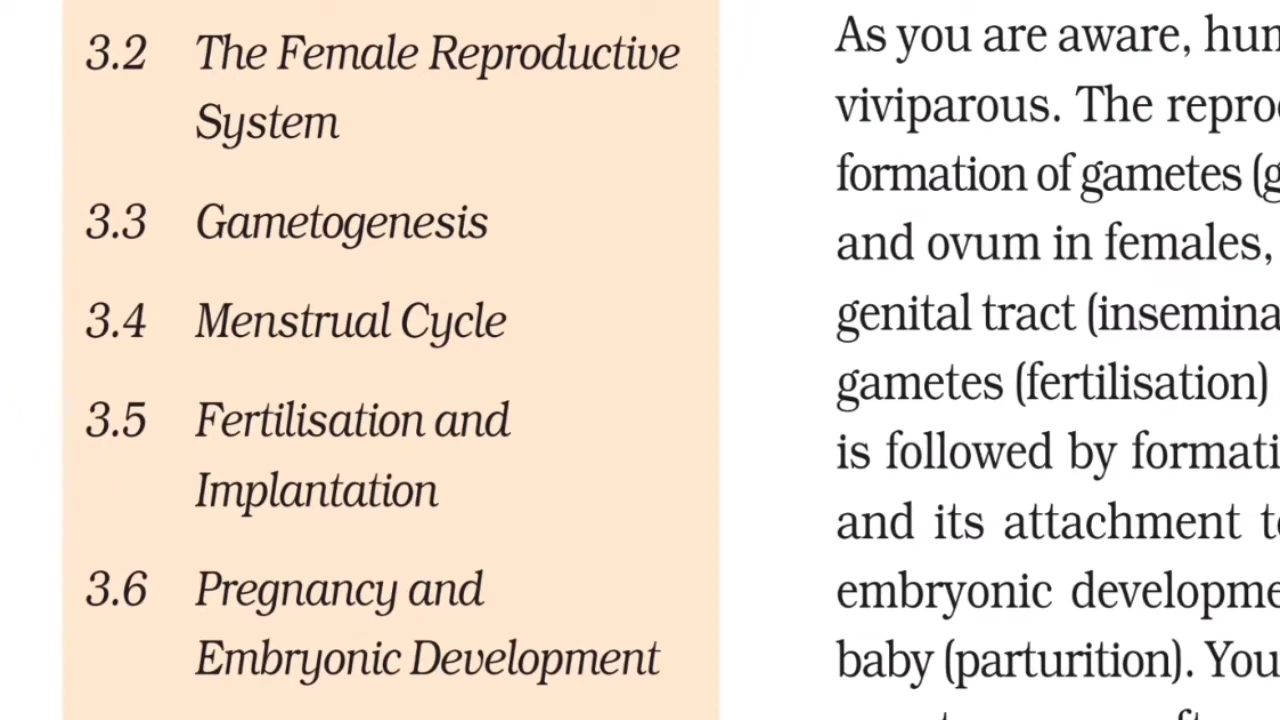 3.2 The Female Reproductive
System
3.3 Gametogenesis
3.4 Menstrual Cycle
3.5 Fertilisation and
Implantation
3.6 Pregnancy and
Embryonic Development
As you are aware,
viviparous. The
formation of gametes
and ovum in females,
genital tract
gametes (fertilisation)
is followed by
and its attachment
embryonic
baby (parturition). You